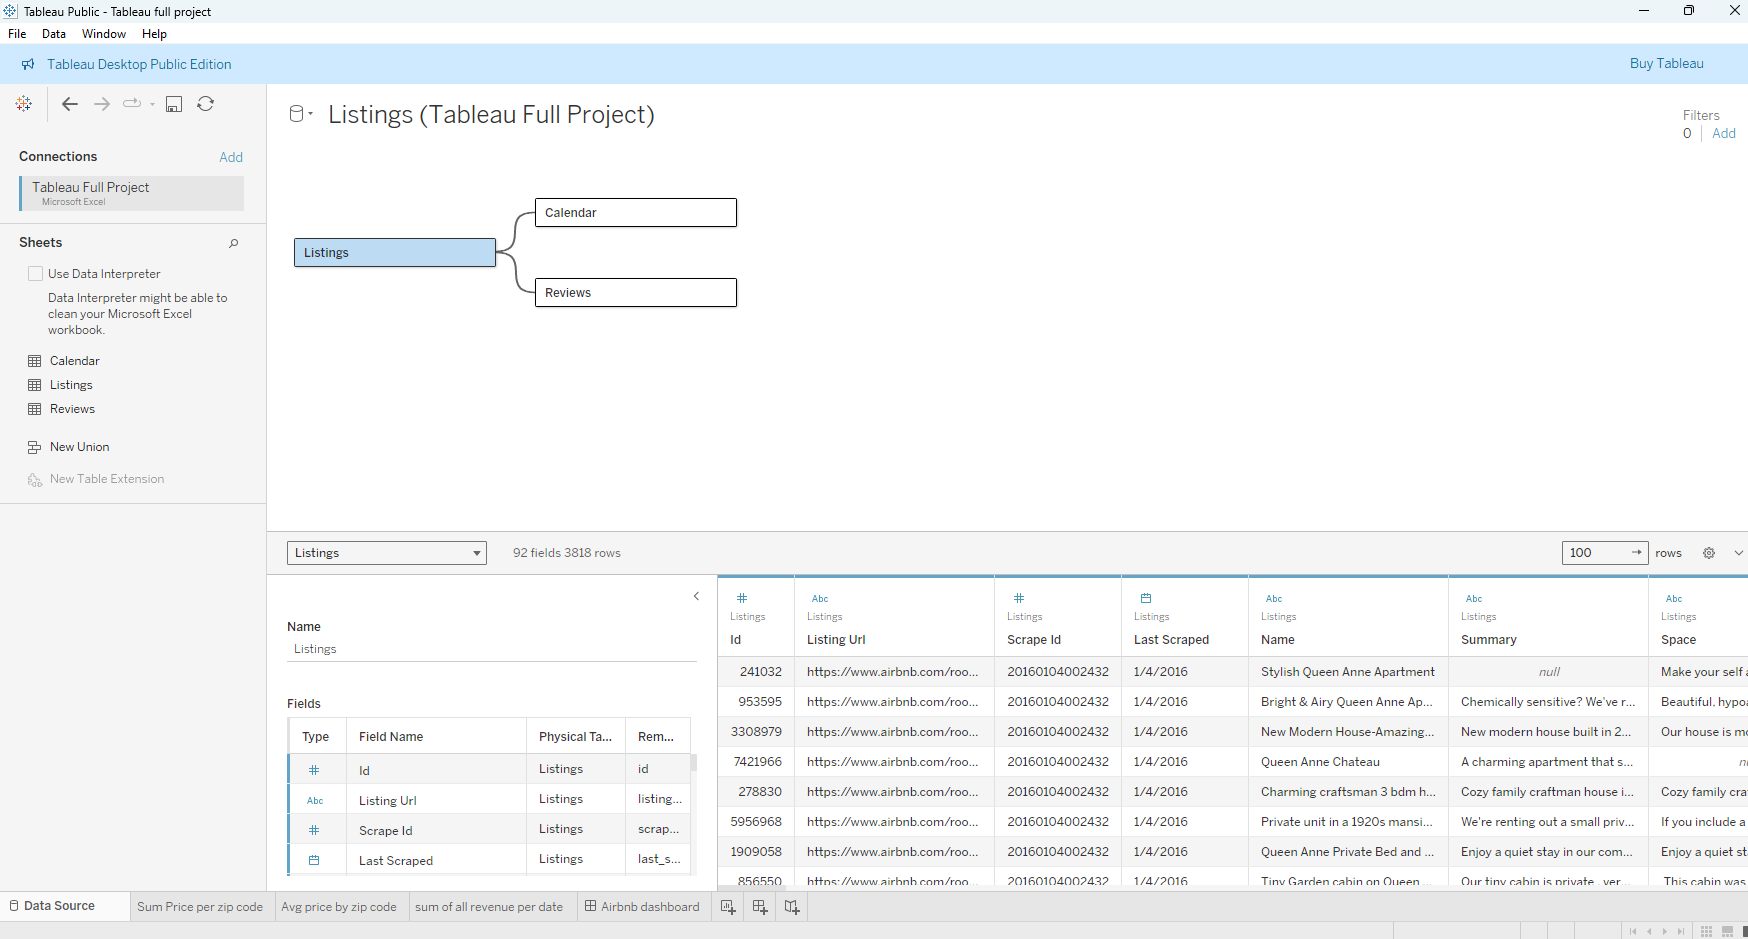 Tableau Public - Tableau full project
File Data Window Help
Tableau Desktop Public Edition
Buy Tableau
Connections
Add
Tableau Full Project
Microsoft Excel
Sheets
Use Data Interpreter
Data Interpreter might be able to
clean your Microsoft Excel
workbook.
Calendar
Listings
Reviews
New Union
New Table Extension
Listings (Tableau Full Project)
Filters
0 Add
Calendar
Listings
Reviews
Listings
92 fields 3818 rows
100 rows
Name
Listings
Fields
Type Field Name Physical Ta... Rem...
# Id Listings id
Abc Listing Url Listings listing...
# Scrape Id Listings scrap...
Last Scraped Listings last_s...
# Abc # Abc Abc Abc
Listings Listings Listings Listings Listings Listings Listings
Id Listing Url Scrape Id Last Scraped Name Summary Space
241032 https://www.airbnb.com/roo... 20160104002432 1/4/2016 Stylish Queen Anne Apartment null Make your self
953595 https://www.airbnb.com/roo... 20160104002432 1/4/2016 Bright & Airy Queen Anne Ap... Chemically sensitive? We've r... Beautiful, hypo
3308979 https://www.airbnb.com/roo... 20160104002432 1/4/2016 New Modern House-Amazing... New modern house built in 2... Our house is
7421966 https://www.airbnb.com/roo... 20160104002432 1/4/2016 Queen Anne Chateau A charming apartment that s...
278830 https://www.airbnb.com/roo... 20160104002432 1/4/2016 Charming craftsman 3 bdm h... Cozy family craftman house i... Cozy family cra
5956968 https://www.airbnb.com/roo... 20160104002432 1/4/2016 Private unit in a 1920s mansi... We're renting out a small priv... If you include a
1909058 https://www.airbnb.com/roo... 20160104002432 1/4/2016 Queen Anne Private Bed and ... Enjoy a quiet stay in our com... Enjoy a quiet st
856550 https://www.airbnb.com/roo... 20160104002432 1/4/2016 Tiny Garden cabin on Queen ... Our tiny cabin is private , ver... This cabin was
Data Source Sum Price per zip code Avg price by zip code sum of all revenue per date Airbnb dashboard